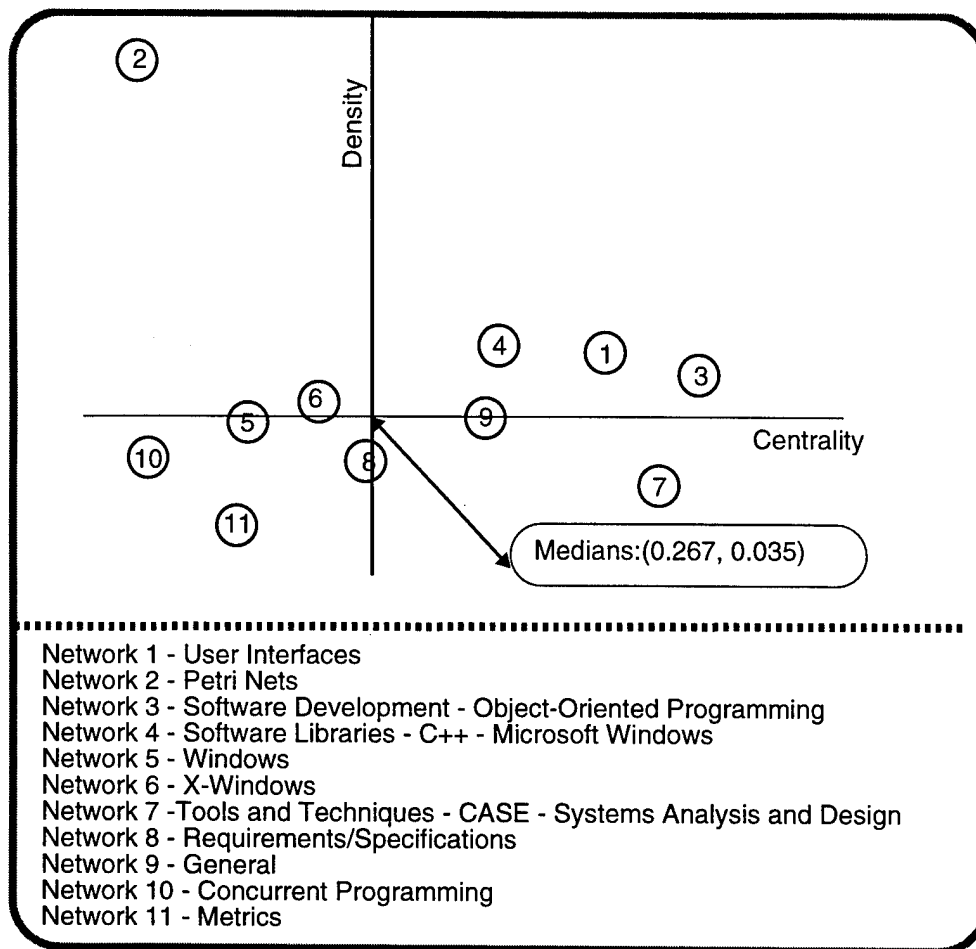 2
Density
4
1
3
6
5
9
Centrality
10
8
7
11
Medians:(0.267, 0.035)
Network 1 - User Interfaces
Network 2 - Petri Nets
Network 3 - Software Development - Object-Oriented Programming
Network 4 - Software Libraries - C++ - Microsoft Windows
Network 5 - Windows
Network 6 - X-Windows
Network 7 -Tools and Techniques - CASE - Systems Analysis and Design
Network 8 - Requirements/Specifications
Network 9 - General
Network 10 - Concurrent Programming
Network 11 - Metrics